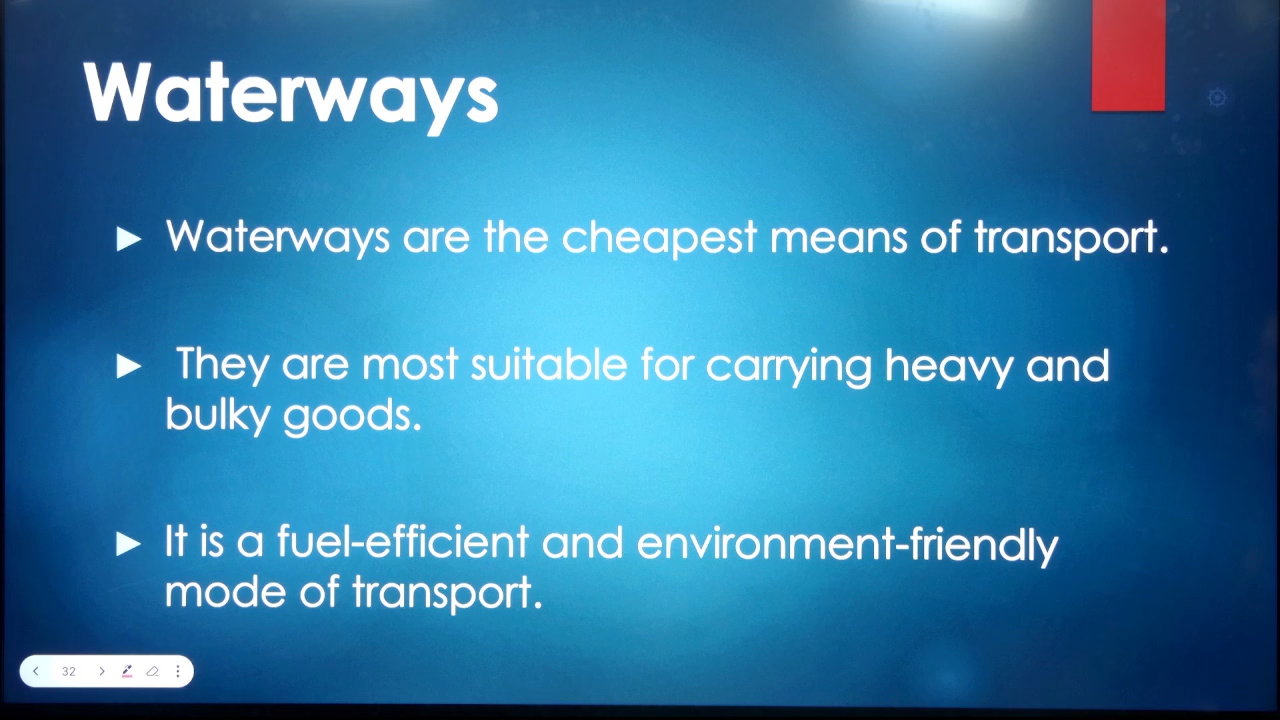 Waterways
► Waterways are the cheapest means of transport.
► They are most suitable for carrying heavy and
bulky goods.
► It is a fuel-efficient and environment-friendly
mode of transport.
32